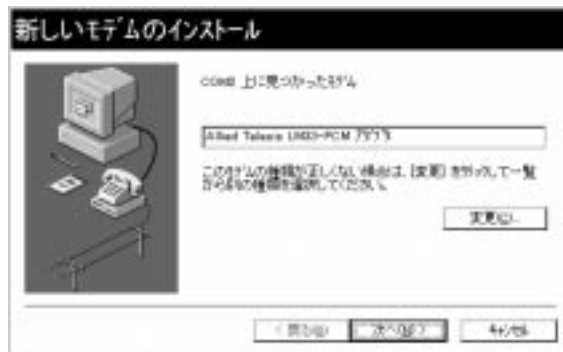 新しいモデムのインストール
上に見つかったモデム
Allied Telesis PCM アダプタ
このモデムの種類が正しくない場合は、[変更] をクリックして一覧
から別の種類を選択してください。
変更(C)...
< 戻る(B)
次へ(N) >
キャンセル